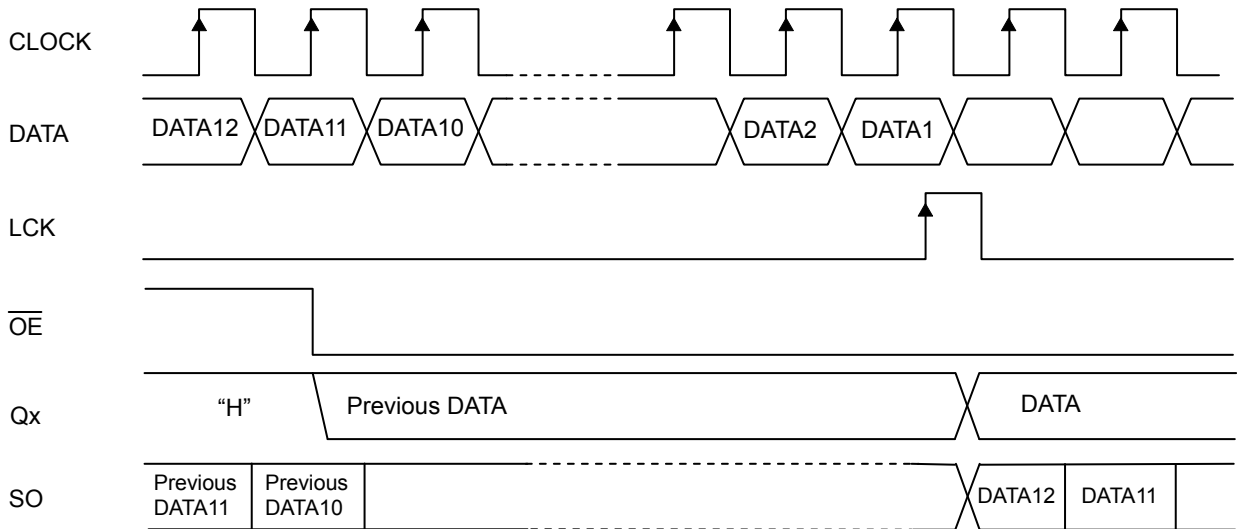 CLOCK
DATA
DATA12
DATA11
DATA10
DATA2
DATA1
LCK
OE
Qx
“H”
Previous DATA
DATA
SO
Previous
DATA11
Previous
DATA10
DATA12
DATA11